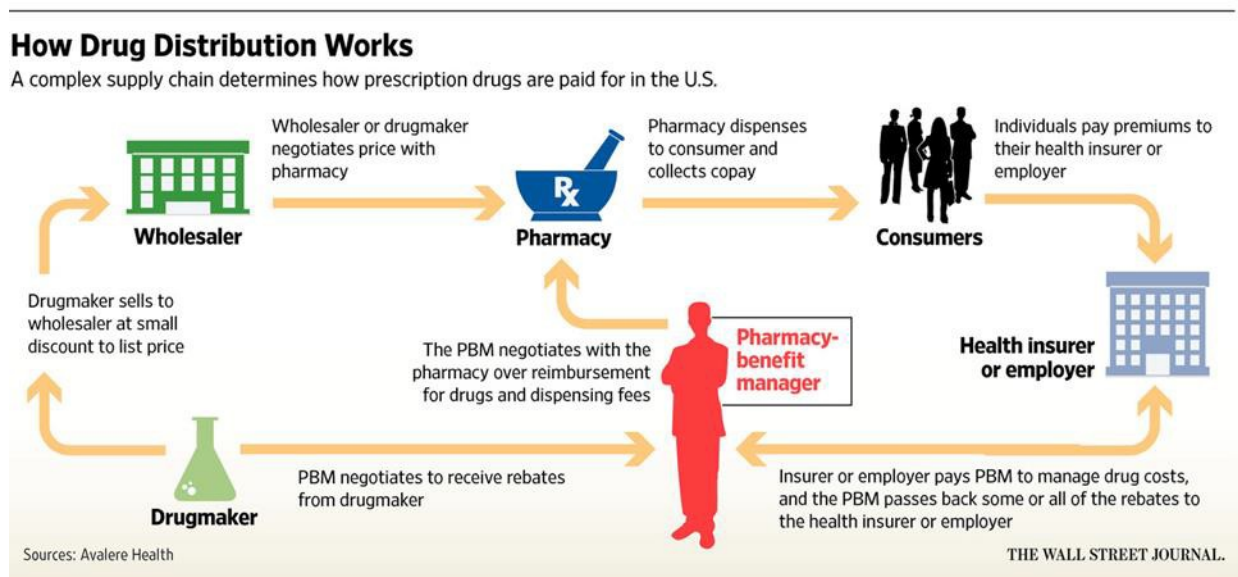 How Drug Distribution Works
A complex supply chain determines how prescription drugs are paid for in the U.S.
Wholesaler or drugmaker
negotiates price with
pharmacy
Pharmacy dispenses
to consumer and
collects copay
Individuals pay premiums to
their health insurer or
employer
Rx
Wholesaler
Pharmacy
Consumers
Drugmaker sells to
wholesaler at small
discount to list price
The PBM negotiates with the
pharmacy over reimbursement
for drugs and dispensing fees
Pharmacy-
benefit
manager
Health insurer
or employer
PBM negotiates to receive rebates
from drugmaker
Drugmaker
Insurer or employer pays PBM to manage drug costs,
and the PBM passes back some or all of the rebates to
the health insurer or employer
Sources: Avalere Health
THE WALL STREET JOURNAL.